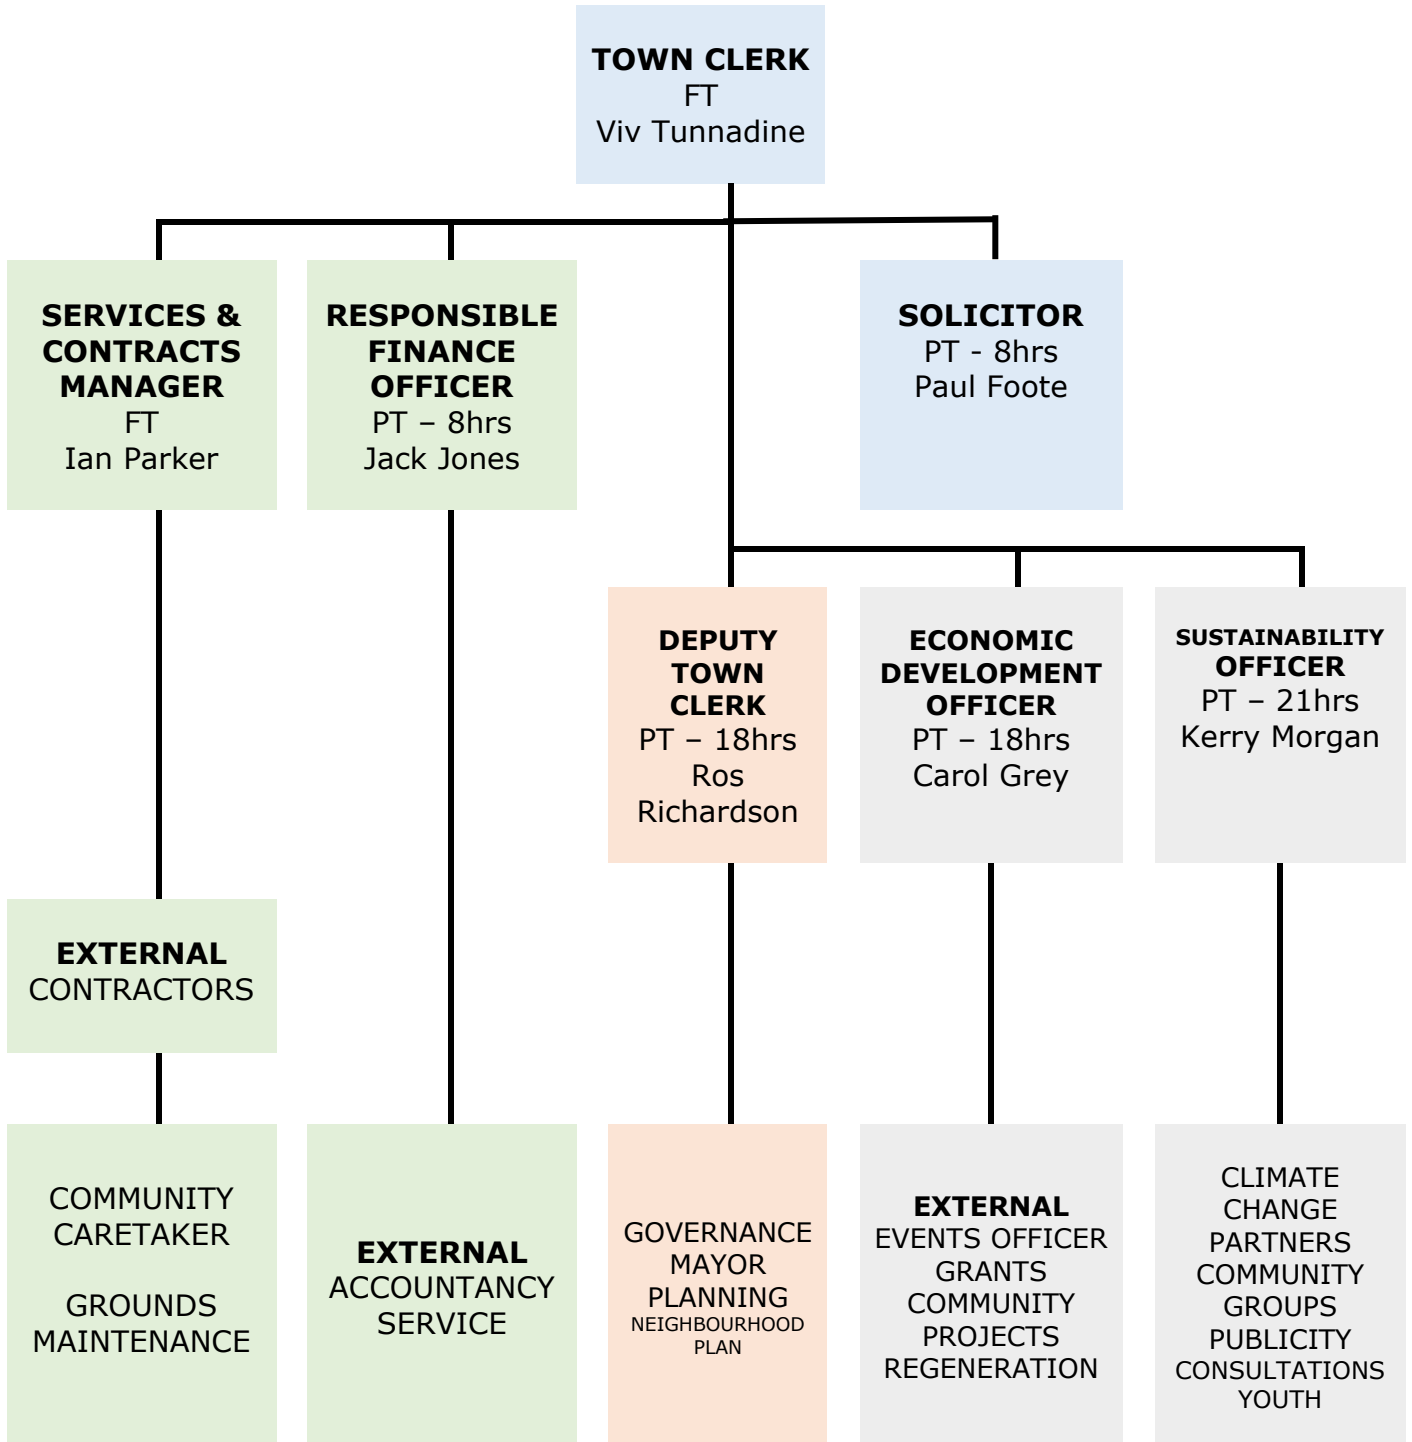 TOWN CLERK
FT
Viv Tunnadine
SERVICES &
CONTRACTS
MANAGER
FT
Ian Parker
RESPONSIBLE
FINANCE
OFFICER
PT – 8hrs
Jack Jones
SOLICITOR
PT - 8hrs
Paul Foote
DEPUTY
TOWN
CLERK
PT – 18hrs
Ros
Richardson
ECONOMIC
DEVELOPMENT
OFFICER
PT – 18hrs
Carol Grey
SUSTAINABILITY
OFFICER
PT – 21hrs
Kerry Morgan
EXTERNAL
CONTRACTORS
COMMUNITY
CARETAKER
GROUNDS
MAINTENANCE
EXTERNAL
ACCOUNTANCY
SERVICE
GOVERNANCE
MAYOR
PLANNING
NEIGHBOURHOOD
PLAN
EXTERNAL
EVENTS OFFICER
GRANTS
COMMUNITY
PROJECTS
REGENERATION
CLIMATE
CHANGE
PARTNERS
COMMUNITY
GROUPS
PUBLICITY
CONSULTATIONS
YOUTH